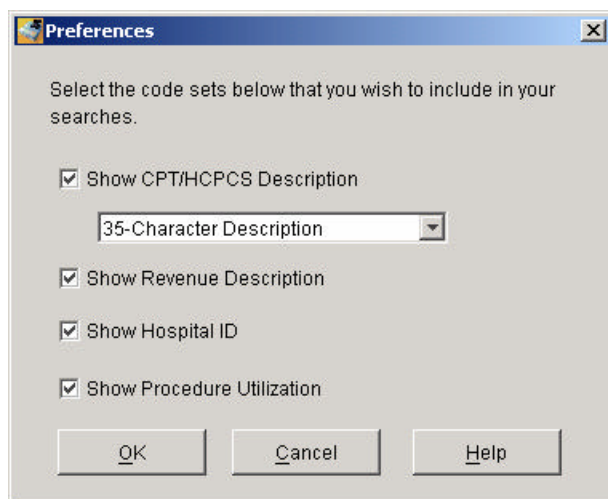 Preferences
Select the code sets below that you wish to include in your
searches.
Show CPT/HCPCS Description
35-Character Description
Show Revenue Description
Show Hospital ID
Show Procedure Utilization
OK Cancel Help